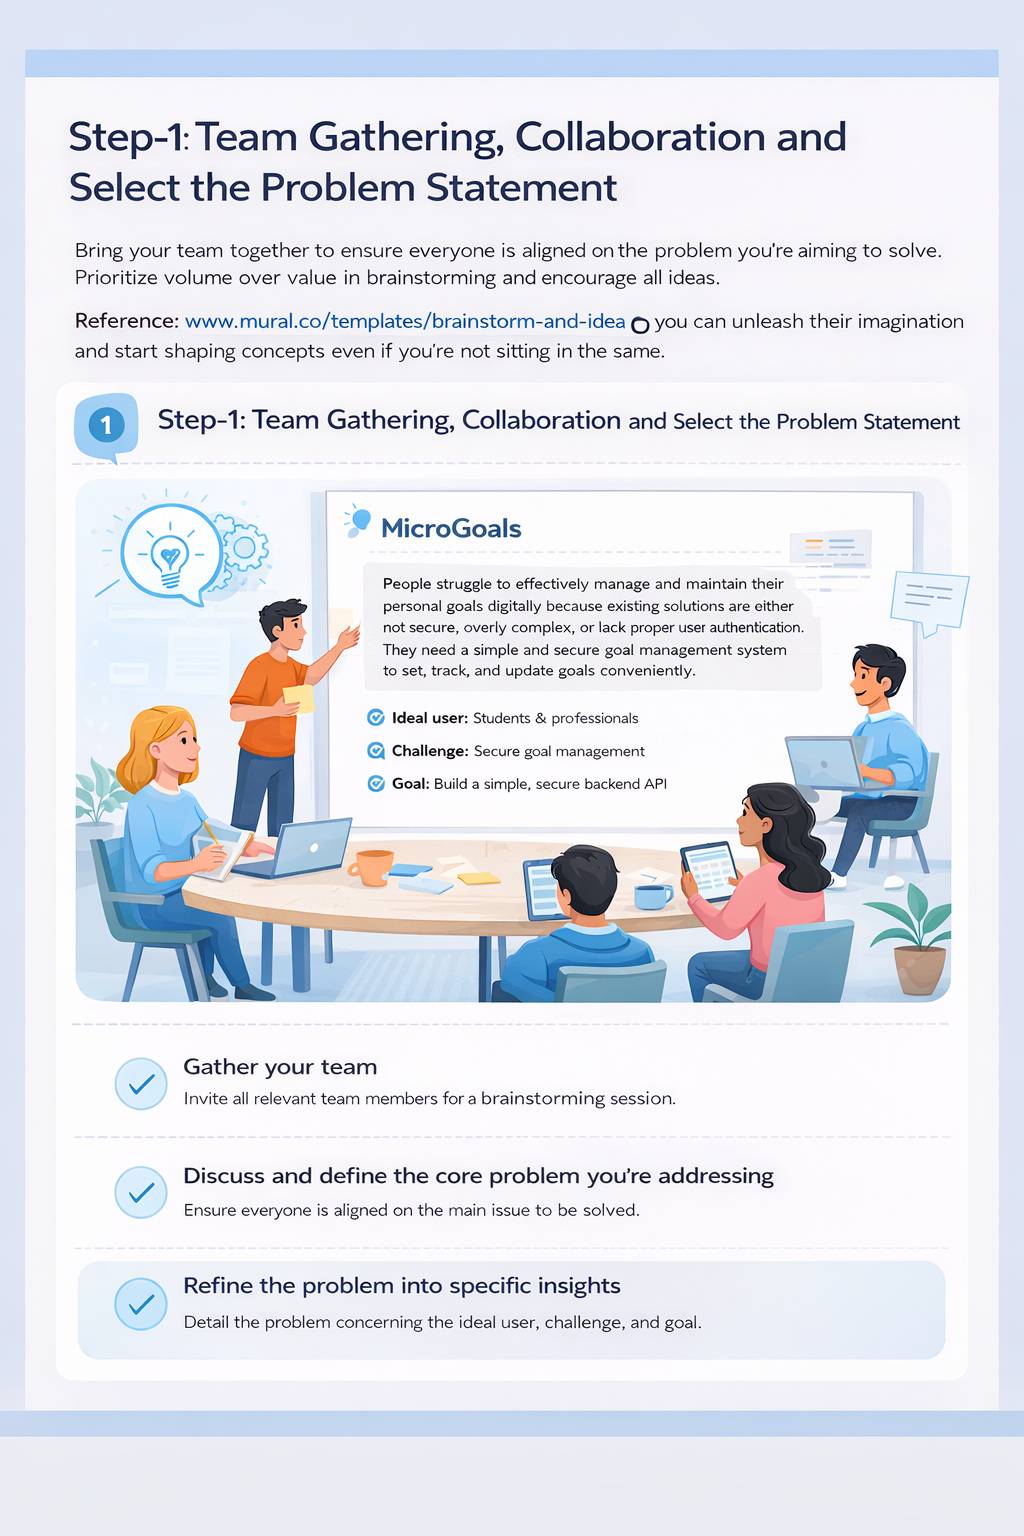 Step-1: Team Gathering, Collaboration and
Select the Problem Statement
Bring your team together to ensure everyone is aligned on the problem you're aiming to solve.
Prioritize volume over value in brainstorming and encourage all ideas.
Reference: www.mural.co/templates/brainstorm-and-idea you can unleash their imagination
and start shaping concepts even if you're not sitting in the same.
1
Step-1: Team Gathering, Collaboration and Select the Problem Statement
MicroGoals
People struggle to effectively manage and maintain their
personal goals digitally because existing solutions are either
not secure, overly complex, or lack proper user authentication.
They need a simple and secure goal management system
to set, track, and update goals conveniently.
Ideal user: Students & professionals
Challenge: Secure goal management
Goal: Build a simple, secure backend API
Gather your team
Invite all relevant team members for a brainstorming session.
Discuss and define the core problem you're addressing
Ensure everyone is aligned on the main issue to be solved.
Refine the problem into specific insights
Detail the problem concerning the ideal user, challenge, and goal.